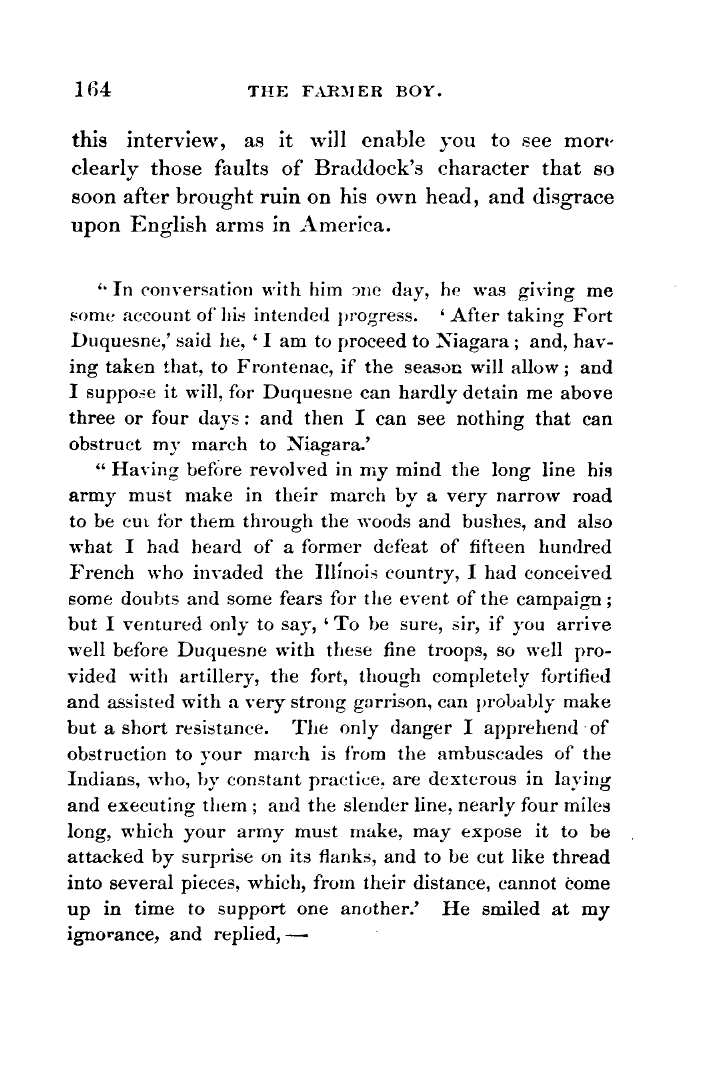 164 THE FARMER BOY.
this interview, as it will enable you to see more
clearly those faults of Braddock's character that so
soon after brought ruin on his own head, and disgrace
upon English arms in America.
“ In conversation with him one day, he was giving me
some account of his intended progress. ‘ After taking Fort
Duquesne,’ said he, ‘ I am to proceed to Niagara ; and, hav-
ing taken that, to Frontenac, if the season will allow ; and
I suppose it will, for Duquesne can hardly detain me above
three or four days : and then I can see nothing that can
obstruct my march to Niagara.’
“ Having before revolved in my mind the long line his
army must make in their march by a very narrow road
to be cut for them through the woods and bushes, and also
what I had heard of a former defeat of fifteen hundred
French who invaded the Illinois country, I had conceived
some doubts and some fears for the event of the campaign ;
but I ventured only to say, ‘ To be sure, sir, if you arrive
well before Duquesne with these fine troops, so well pro-
vided with artillery, the fort, though completely fortified
and assisted with a very strong garrison, can probably make
but a short resistance. The only danger I apprehend of
obstruction to your march is from the ambuscades of the
Indians, who, by constant practice, are dexterous in laying
and executing them ; and the slender line, nearly four miles
long, which your army must make, may expose it to be
attacked by surprise on its flanks, and to be cut like thread
into several pieces, which, from their distance, cannot come
up in time to support one another.’ He smiled at my
ignorance, and replied, —